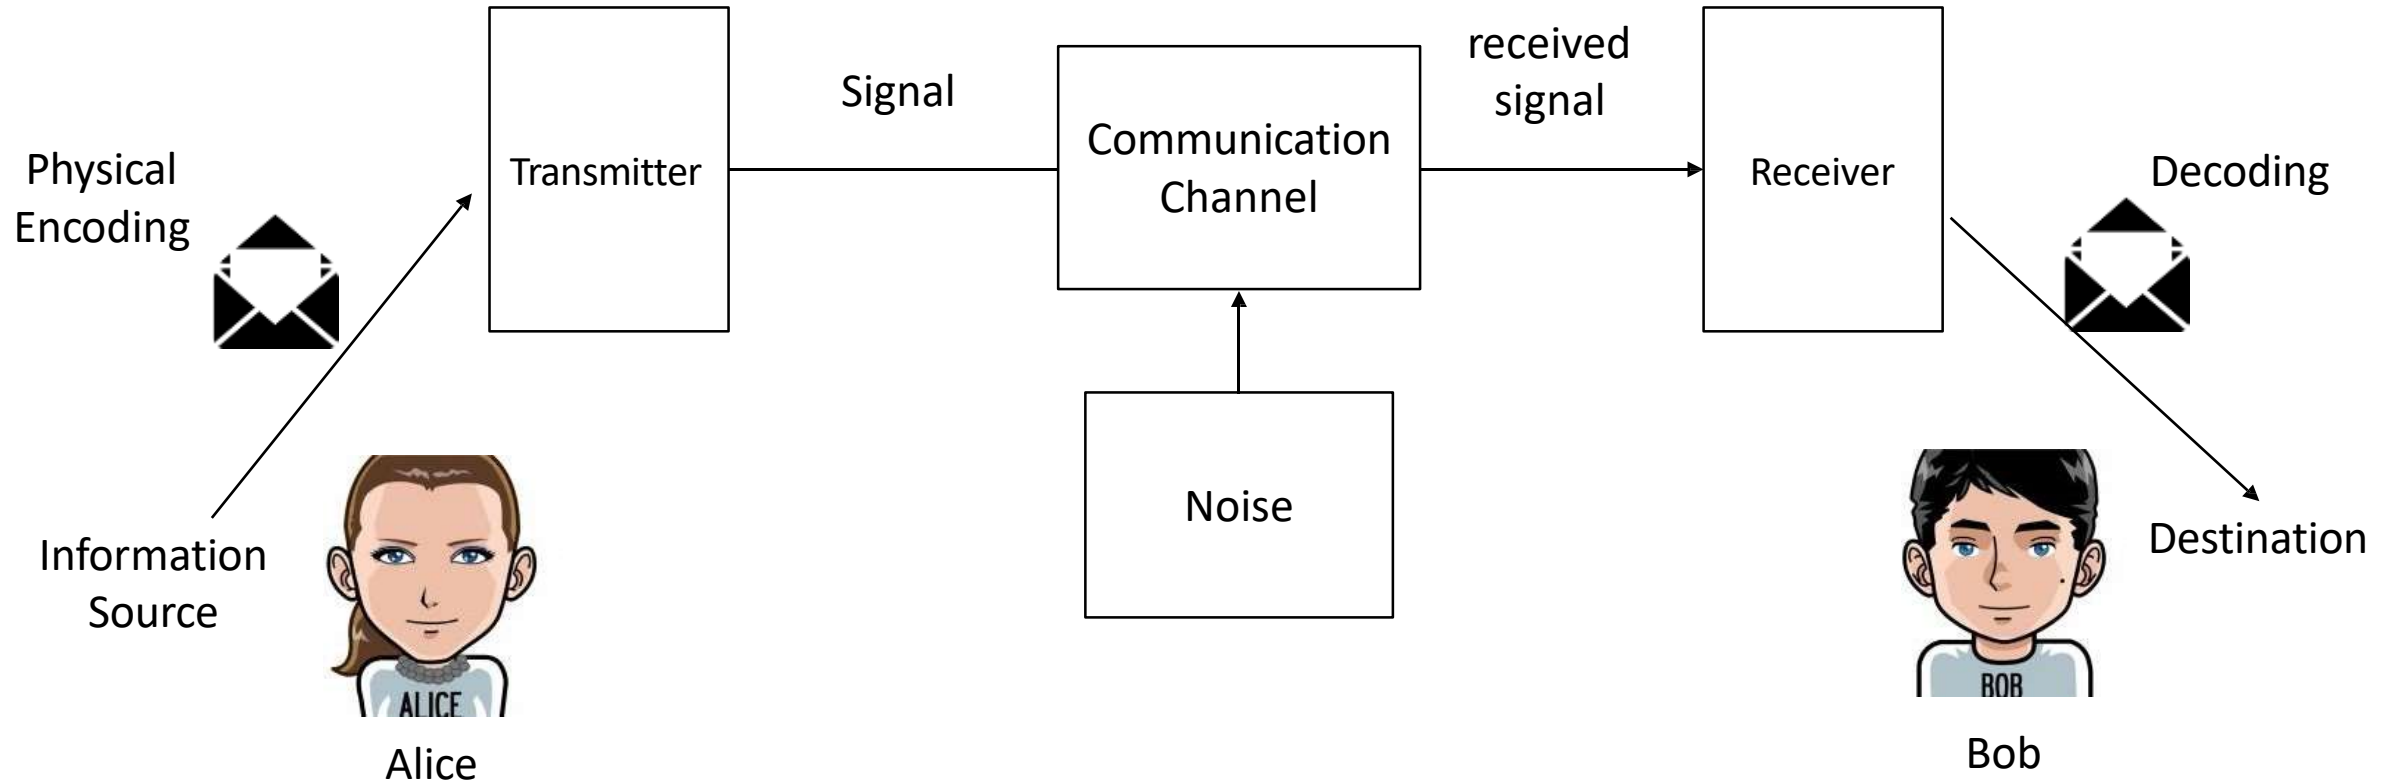 Physical
Encoding
Transmitter
Signal
Communication
Channel
received
signal
Receiver
Decoding
Noise
Information
Source
ALICE
Alice
Destination
BOB
Bob